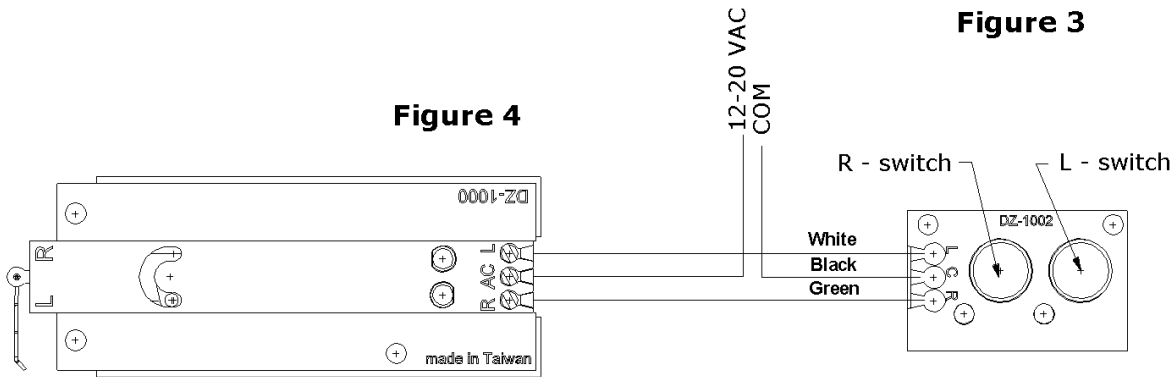 Figure 3
Figure 4
12-20 VAC
COM
R - switch
L - switch
DZ-1000
R
L
L
AC
R
made in Taiwan
White
Black
Green
DZ-1002
L
C
R